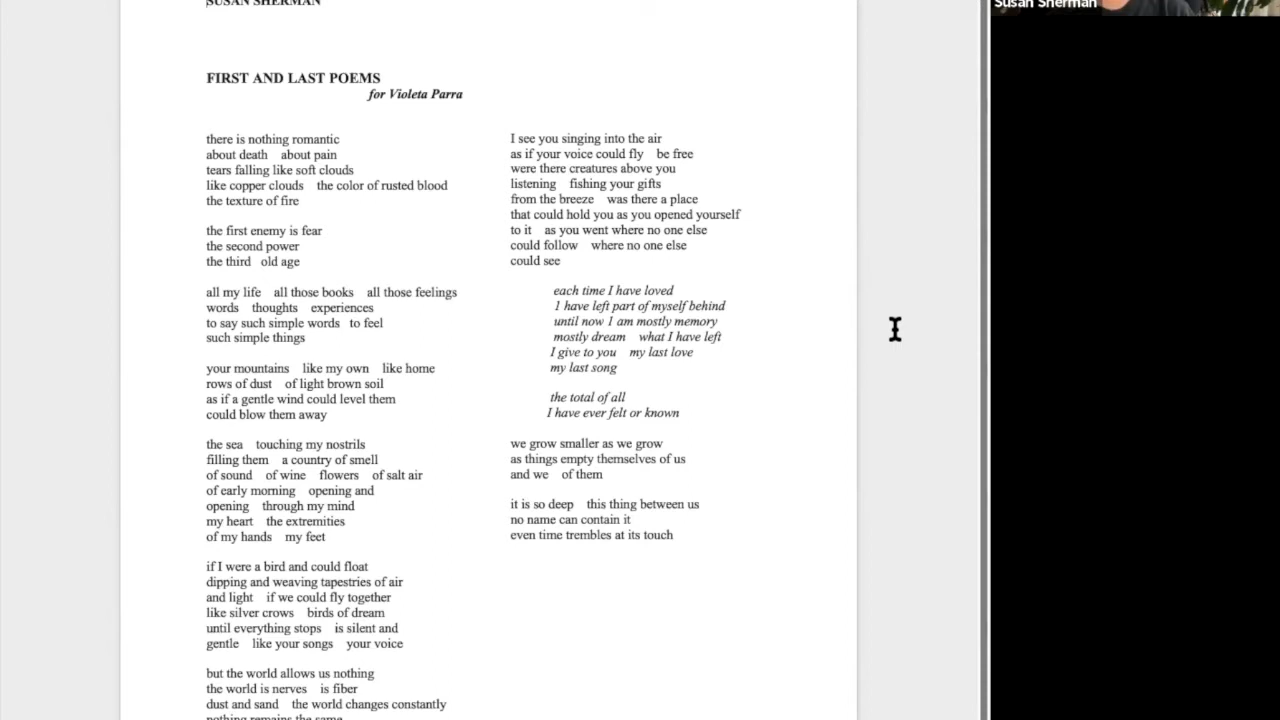 SUSAN SHERMAN
FIRST AND LAST POEMS
for Violeta Parra
there is nothing romantic
about death    about pain
tears falling like soft clouds
like copper clouds    the color of rusted blood
the texture of fire
the first enemy is fear
the second power
the third   old age
all my life    all those books    all those feelings
words    thoughts    experiences
to say such simple words   to feel
such simple things
your mountains    like my own    like home
rows of dust    of light brown soil
as if a gentle wind could level them
could blow them away
the sea    touching my nostrils
filling them    a country of smell
of sound    of wine    flowers    of salt air
of early morning    opening and
opening    through my mind
my heart    the extremities
of my hands    my feet
if I were a bird and could float
dipping and weaving tapestries of air
and light    if we could fly together
like silver crows    birds of dream
until everything stops    is silent and
gentle    like your songs    your voice
but the world allows us nothing
the world is nerves    is fiber
dust and sand    the world changes constantly
nothing remains the same
I see you singing into the air
as if your voice could fly    be free
were there creatures above you
listening    fishing your gifts
from the breeze    was there a place
that could hold you as you opened yourself
to it    as you went where no one else
could follow    where no one else
could see
each time I have loved
I have left part of myself behind
until now I am mostly memory
mostly dream    what I have left
I give to you    my last love
my last song
the total of all
I have ever felt or known
we grow smaller as we grow
as things empty themselves of us
and we    of them
it is so deep    this thing between us
no name can contain it
even time trembles at its touch
Susan Sherman